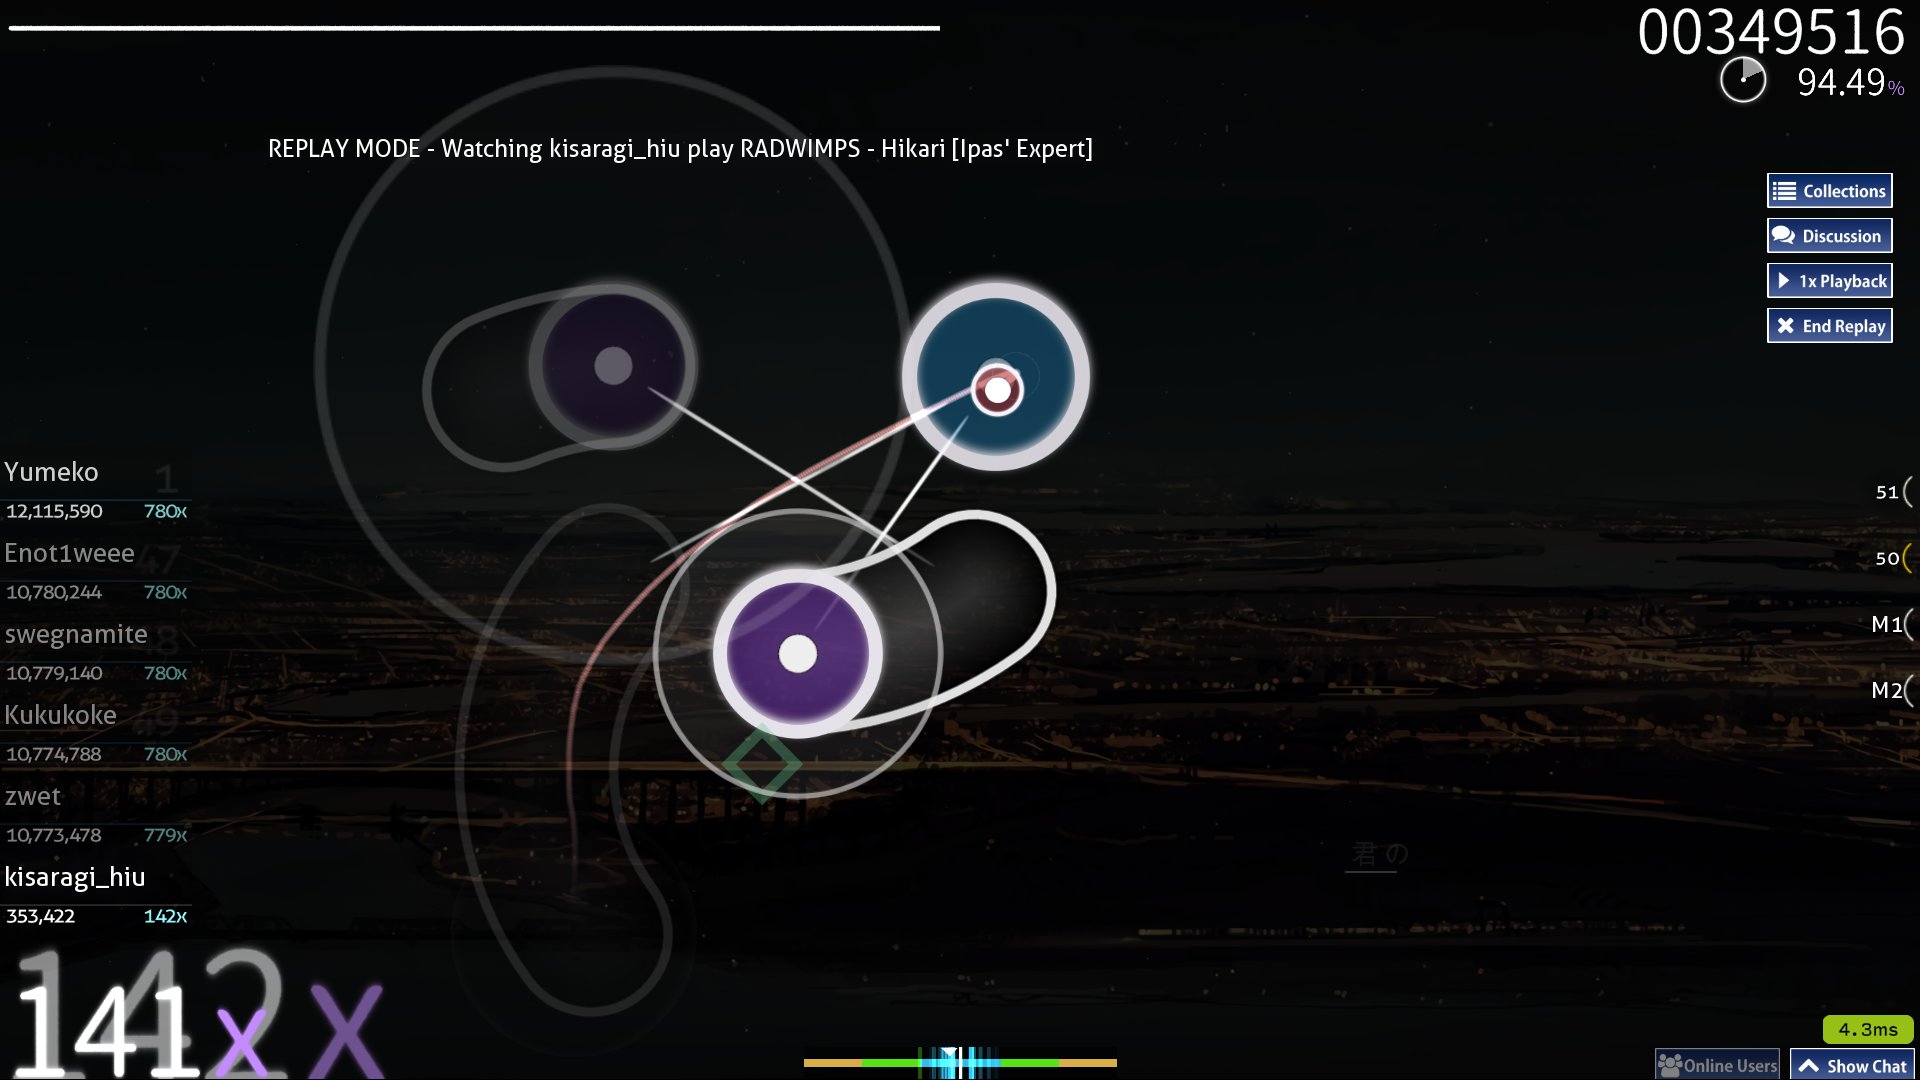 00349516
94.49%
REPLAY MODE - Watching kisaragi_hiu play RADWIMPS - Hikari [Ipas' Expert]
Collections
Discussion
1x Playback
End Replay
Yumeko 1
12,115,590 780x
Enot1weee 47
10,780,244 780x
swegnamite 48
10,779,140 780x
Kukukoke 49
10,774,788 780x
zwet
10,773,478 779x
kisaragi_hiu
353,422 142x
51
50
M1
M2
君の
142x
141x
4.3ms
Online Users
Show Chat